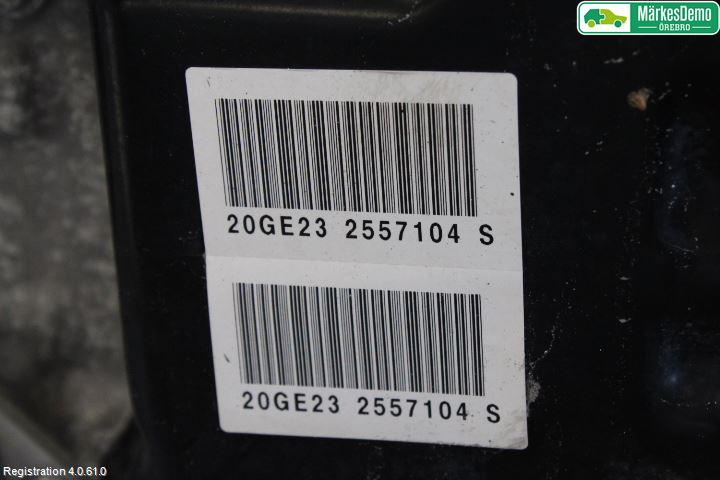 MärkesDemo
ÖREBRO
20GE23 2557104 S
20GE23 2557104 S
Registration 4.0.61.0